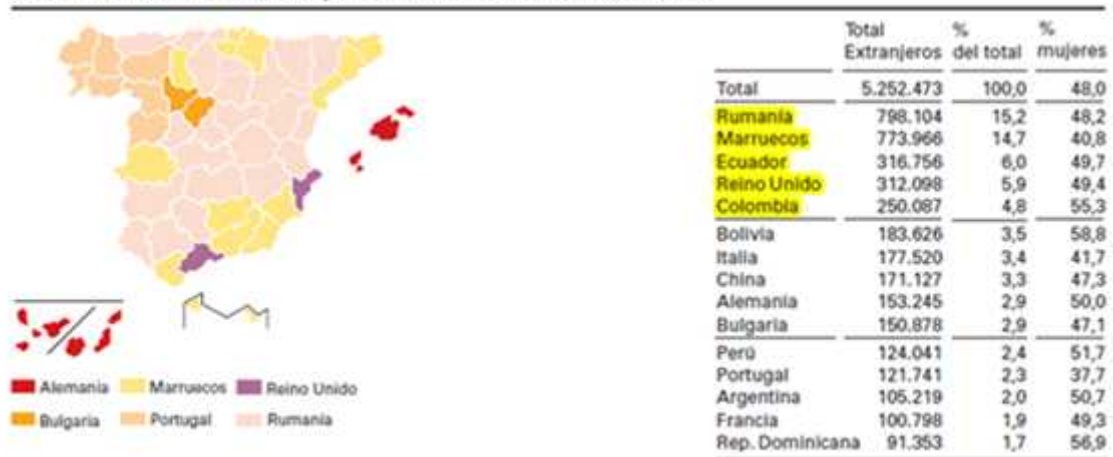 Total % %
Extranjeros del total mujeres
Total 5.252.473 100,0 48,0
Rumanía 798.104 15,2 48,2
Marruecos 773.966 14,7 40,8
Ecuador 316.756 6,0 49,7
Reino Unido 312.098 5,9 49,4
Colombia 250.087 4,8 55,3
Bolivia 183.626 3,5 58,8
Italia 177.520 3,4 41,7
China 171.127 3,3 47,3
Alemania 153.245 2,9 50,0
Bulgaria 150.878 2,9 47,1
Perú 124.041 2,4 51,7
Portugal 121.741 2,3 37,7
Argentina 105.219 2,0 50,7
Francia 100.798 1,9 49,3
Rep. Dominicana 91.353 1,7 56,9
Alemania Marruecos Reino Unido
Bulgaria Portugal Rumanía